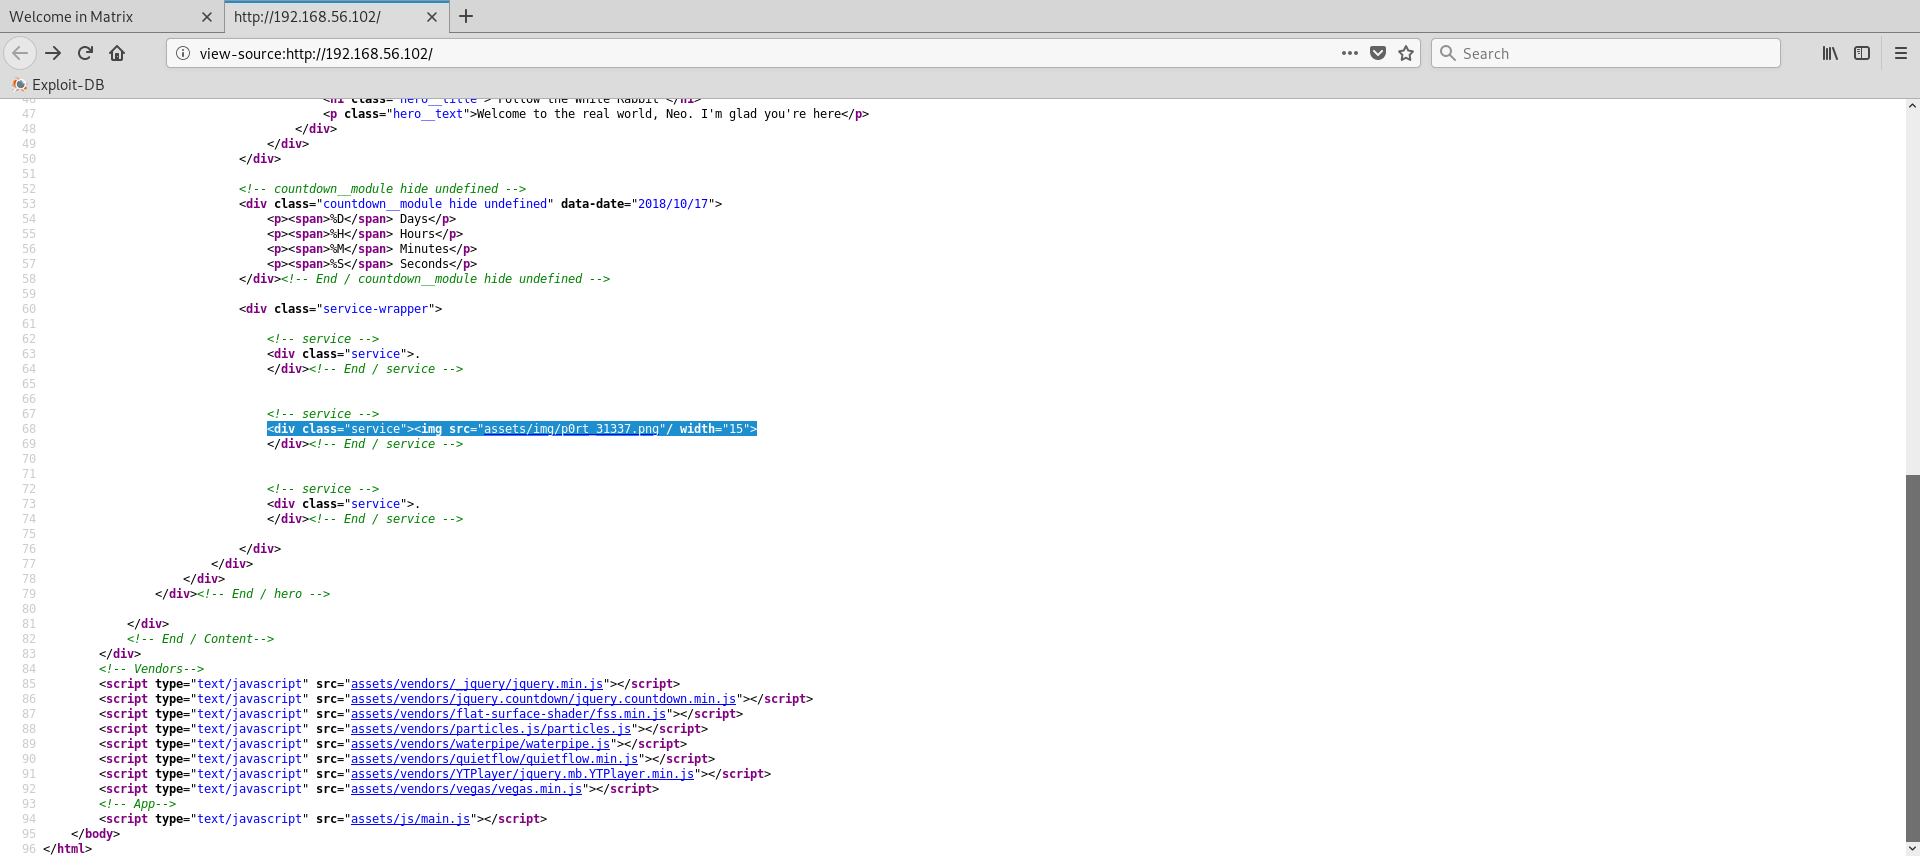 Welcome in Matrix
http://192.168.56.102/
view-source:http://192.168.56.102/
Search
Exploit-DB
46 <h1 class="hero__title"> Follow the White Rabbit </h1>
47 <p class="hero__text">Welcome to the real world, Neo. I'm glad you're here</p>
48 </div>
49 </div>
50 </div>
51
52 <!-- countdown__module hide undefined -->
53 <div class="countdown__module hide undefined" data-date="2018/10/17">
54 <p><span>%D</span> Days</p>
55 <p><span>%H</span> Hours</p>
56 <p><span>%M</span> Minutes</p>
57 <p><span>%S</span> Seconds</p>
58 </div><!-- End / countdown__module hide undefined -->
59
60 <div class="service-wrapper">
61
62 <!-- service -->
63 <div class="service">.
64 </div><!-- End / service -->
65
66
67 <!-- service -->
68 <div class="service"><img src="assets/img/p0rt_31337.png"/ width="15">
69 </div><!-- End / service -->
70
71
72 <!-- service -->
73 <div class="service">.
74 </div><!-- End / service -->
75
76 </div>
77 </div>
78 </div>
79 </div><!-- End / hero -->
80
81 </div>
82 <!-- End / Content-->
83 </div>
84 <!-- Vendors-->
85 <script type="text/javascript" src="assets/vendors/_jquery/jquery.min.js"></script>
86 <script type="text/javascript" src="assets/vendors/jquery.countdown/jquery.countdown.min.js"></script>
87 <script type="text/javascript" src="assets/vendors/flat-surface-shader/fss.min.js"></script>
88 <script type="text/javascript" src="assets/vendors/particles.js/particles.js"></script>
89 <script type="text/javascript" src="assets/vendors/waterpipe/waterpipe.js"></script>
90 <script type="text/javascript" src="assets/vendors/quietflow/quietflow.min.js"></script>
91 <script type="text/javascript" src="assets/vendors/YTPlayer/jquery.mb.YTPlayer.min.js"></script>
92 <script type="text/javascript" src="assets/vendors/vegas/vegas.min.js"></script>
93 <!-- App-->
94 <script type="text/javascript" src="assets/js/main.js"></script>
95 </body>
96 </html>